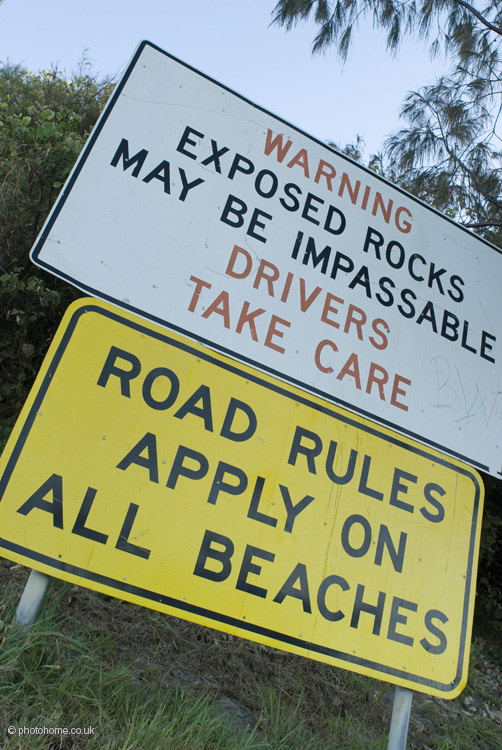 WARNING
EXPOSED ROCKS
MAY BE IMPASSABLE
DRIVERS
TAKE CARE
ROAD RULES
APPLY ON
ALL BEACHES
© photohome.co.uk